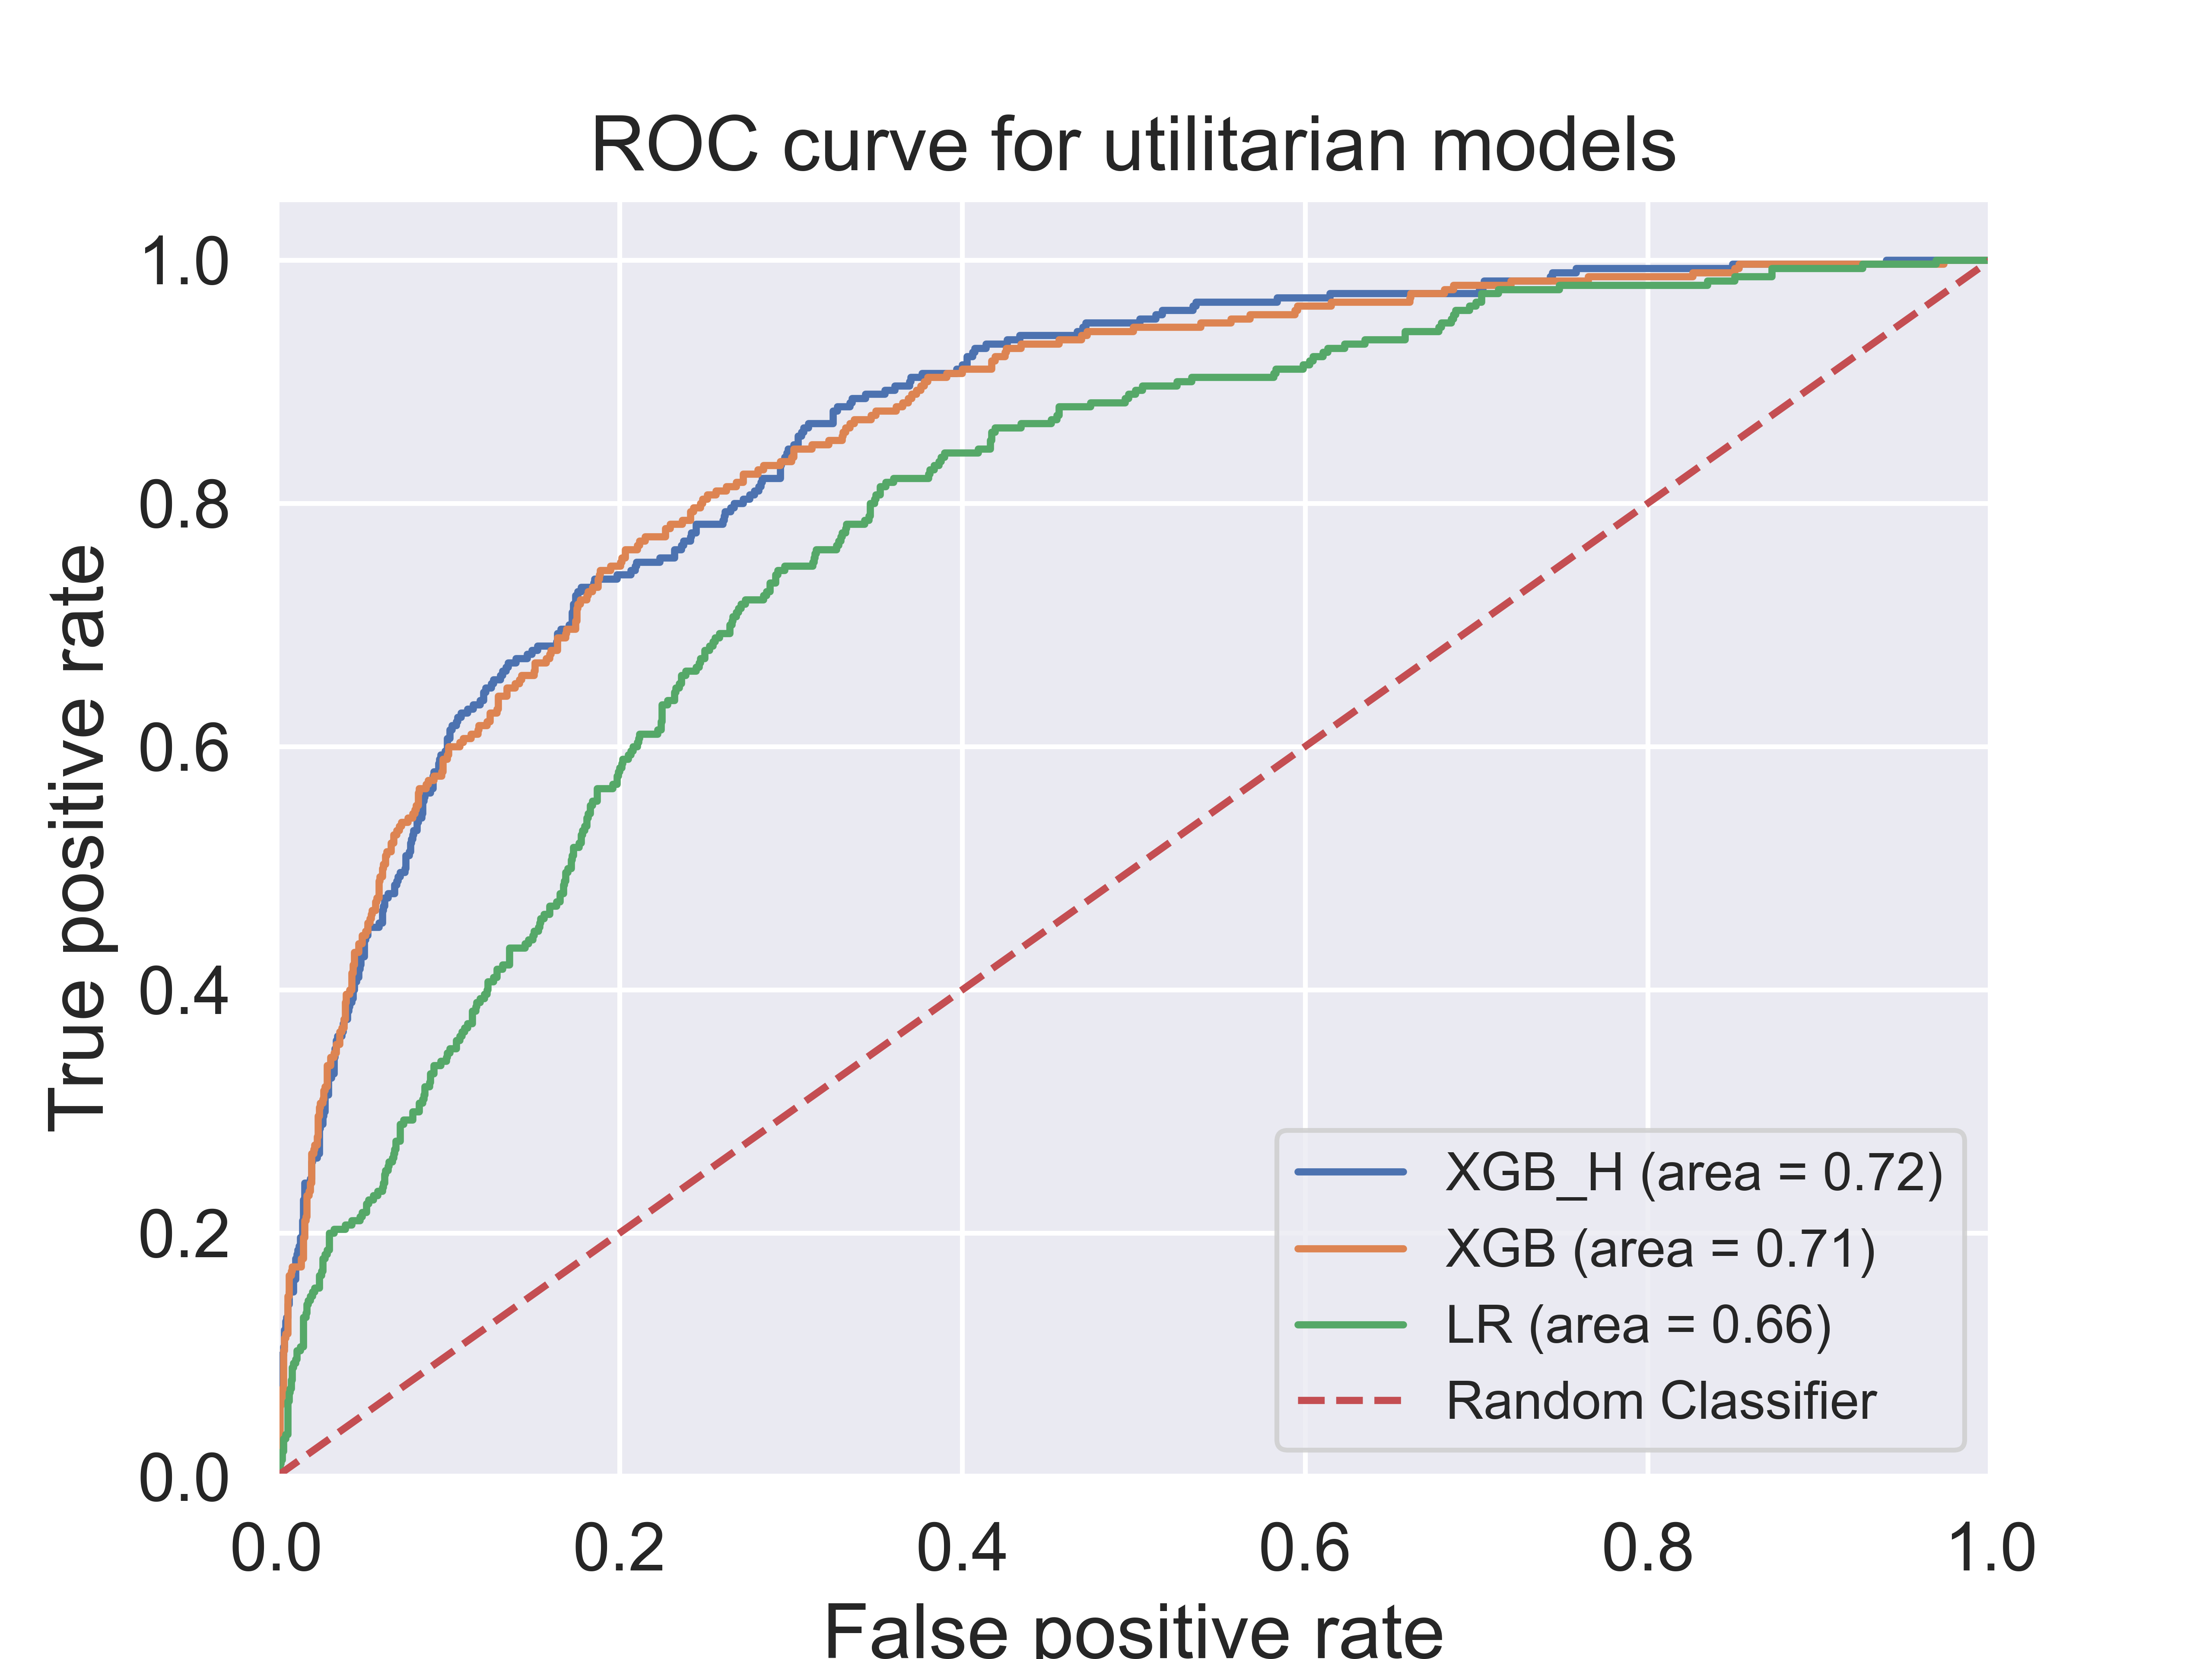 ROC curve for utilitarian models
1.0
0.8
0.6
0.4
0.2
0.0
True positive rate
XGB_H (area = 0.72)
XGB (area = 0.71)
LR (area = 0.66)
Random Classifier
0.0 0.2 0.4 0.6 0.8 1.0
False positive rate